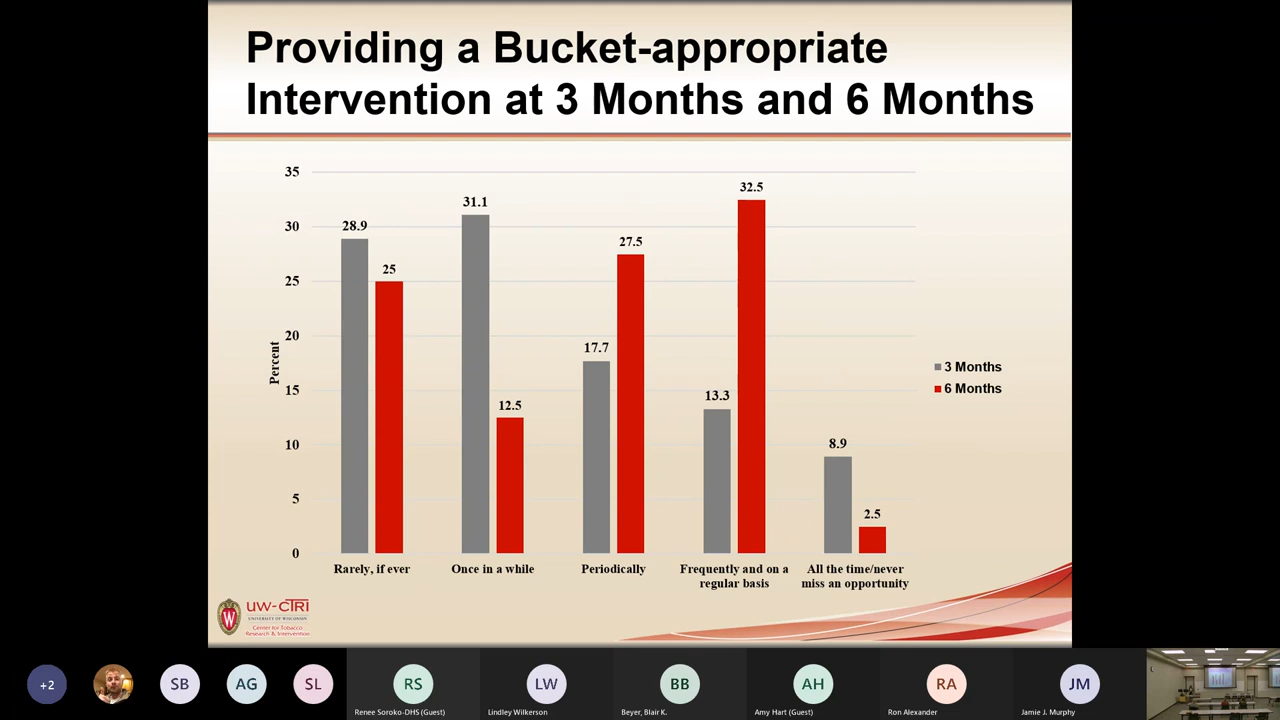 Providing a Bucket-appropriate
Intervention at 3 Months and 6 Months
35
30
25
20
15
10
5
0
Percent
28.9
25
31.1
12.5
17.7
27.5
13.3
32.5
8.9
2.5
Rarely, if ever
Once in a while
Periodically
Frequently and on a
regular basis
All the time/never
miss an opportunity
3 Months
6 Months
W
UW-CTRI
UNIVERSITY OF WISCONSIN
Center for Tobacco
Research & Intervention
+2
SB
AG
SL
RS
Renee Soroko-DHS (Guest)
LW
Lindley Wilkerson
BB
Beyer, Blair K.
AH
Amy Hart (Guest)
RA
Ron Alexander
JM
Jamie J. Murphy